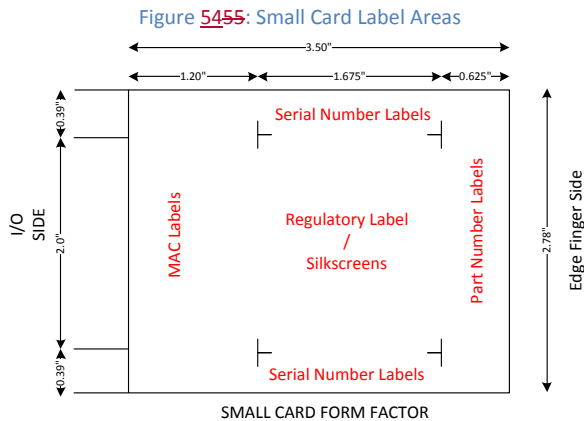 Figure 5455: Small Card Label Areas
3.50"
1.20"
1.675"
0.625"
0.39"
Serial Number Labels
I/O
SIDE
2.0"
MAC Labels
Regulatory Label
/
Silkscreens
Part Number Labels
2.78"
Edge Finger Side
0.39"
Serial Number Labels
SMALL CARD FORM FACTOR